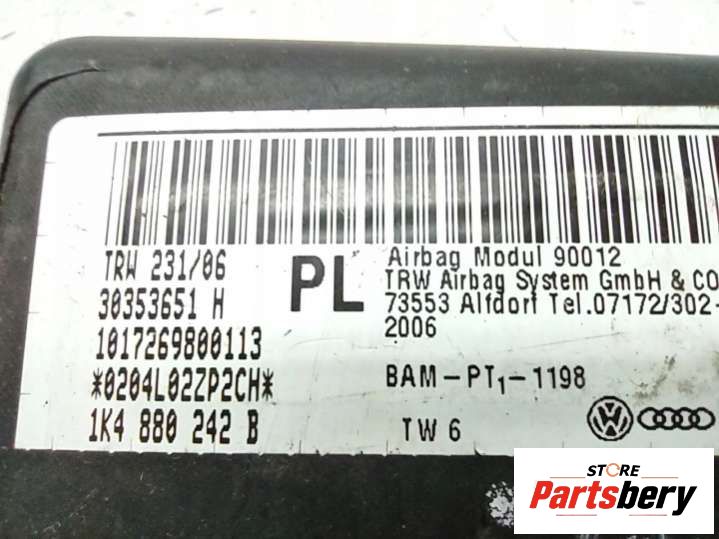 TRW 231/06
30353651 H
1017269800113
*0204L02ZP2CH*
1K4 880 242 B
PL
Airbag Modul 90012
TRW Airbag System GmbH & CO
73553 Alfdorf Tel.07172/302-
2006
BAM-PT1-1198
TW 6
STORE
Partsbery